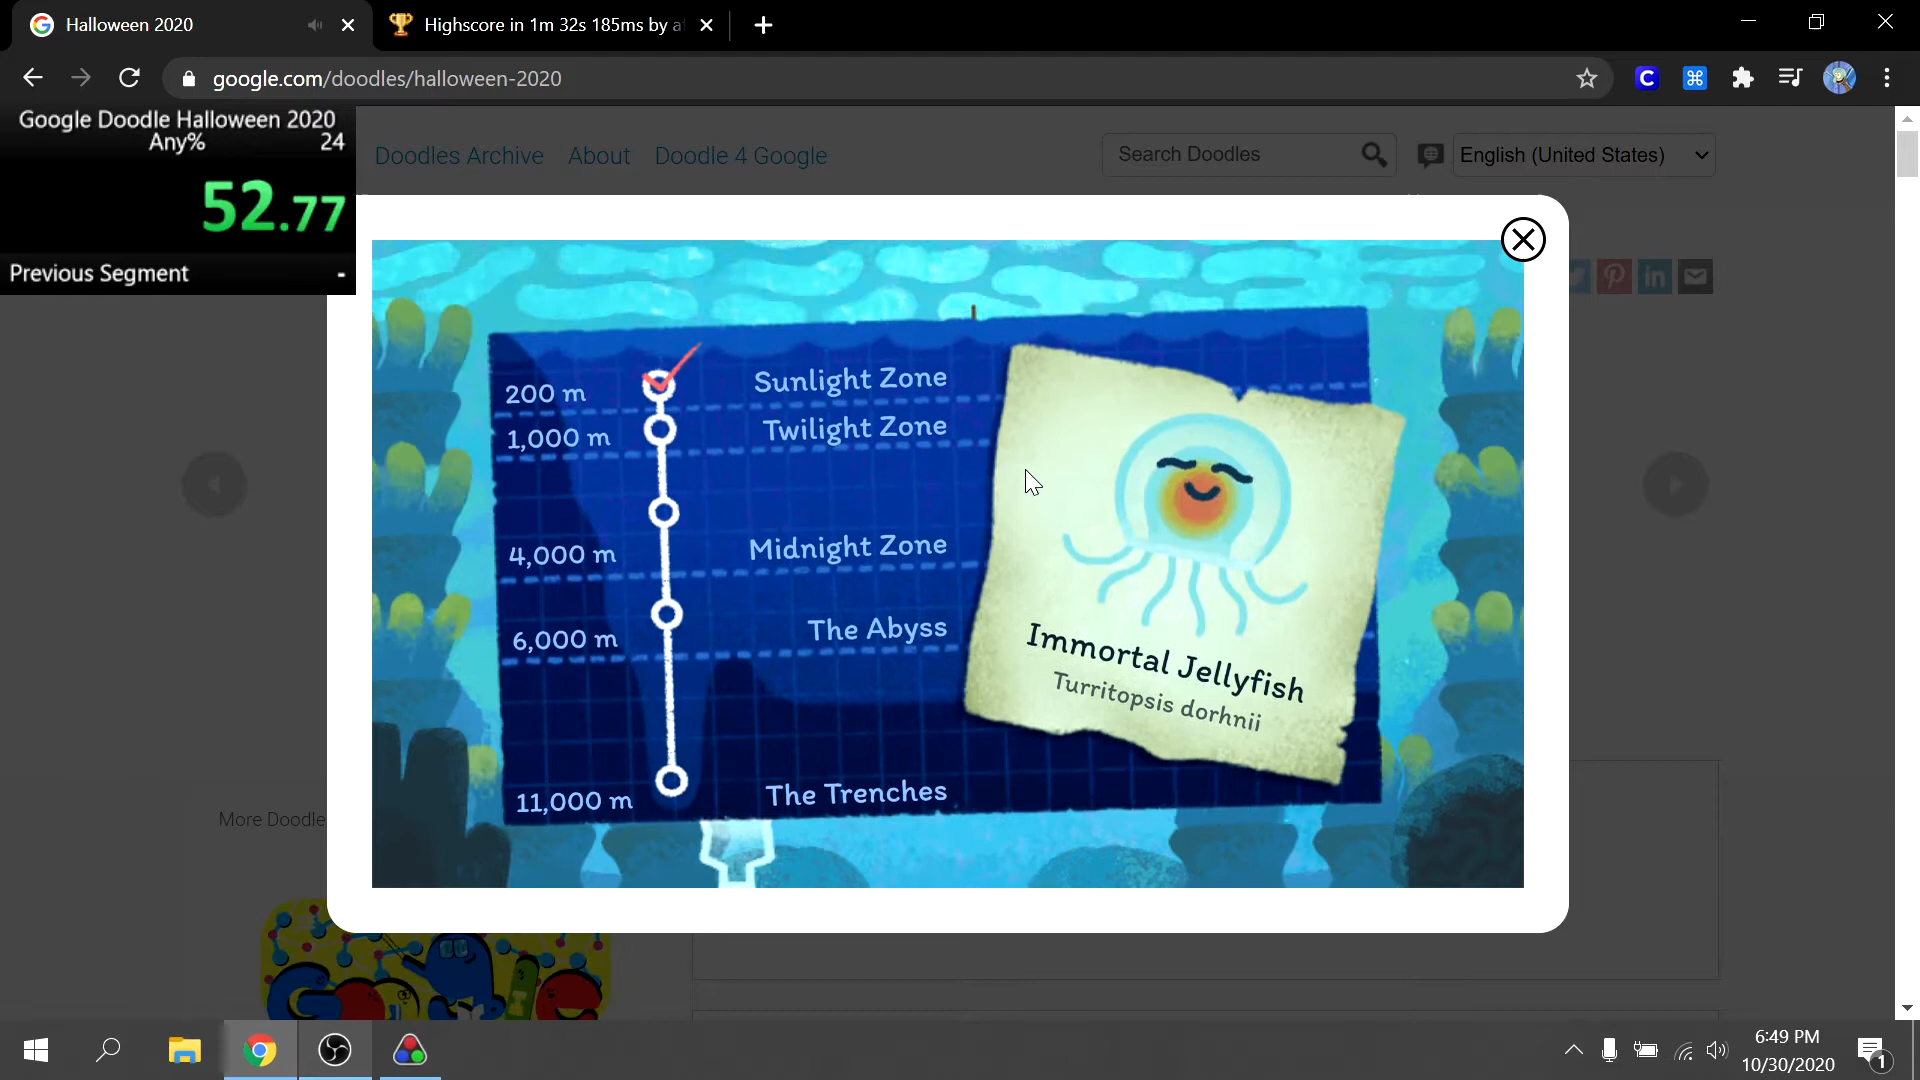 Halloween 2020
Highscore in 1m 32s 185ms by a
google.com/doodles/halloween-2020
Google Doodle Halloween 2020
Any% 24
52.77
Previous Segment -
Doodles Archive About Doodle 4 Google
Search Doodles
English (United States)
200 m Sunlight Zone
1,000 m Twilight Zone
4,000 m Midnight Zone
6,000 m The Abyss
11,000 m The Trenches
Immortal Jellyfish
Turritopsis dorhnii
More Doodle
6:49 PM
10/30/2020
1